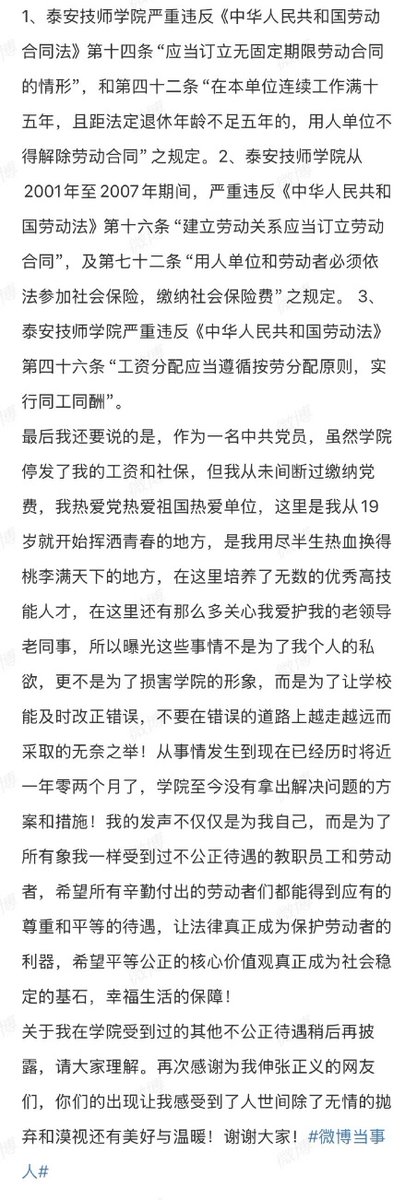 1、泰安技师学院严重违反《中华人民共和国劳动
合同法》第十四条“应当订立无固定期限劳动合同
的情形”，和第四十二条“在本单位连续工作满十
五年，且距法定退休年龄不足五年的，用人单位不
得解除劳动合同”之规定。2、泰安技师学院从
2001年至2007年期间，严重违反《中华人民共和
国劳动法》第十六条“建立劳动关系应当订立劳动
合同”，及第七十二条“用人单位和劳动者必须依
法参加社会保险，缴纳社会保险费”之规定。 3、
泰安技师学院严重违反《中华人民共和国劳动法》
第四十六条“工资分配应当遵循按劳分配原则，实
行同工同酬”。
最后我还要说的是，作为一名中共党员，虽然学院
停发了我的工资和社保，但我从未间断过缴纳党
费，我热爱党热爱祖国热爱单位，这里是我从19
岁就开始挥洒青春的地方，是我用尽半生热血换得
桃李满天下的地方，在这里培养了无数的优秀高技
能人才，在这里还有那么多关心我爱护我的老领导
老同事，所以曝光这些事情不是为了我个人的私
欲，更不是为了损害学院的形象，而是为了让学校
能及时改正错误，不要在错误的道路上越走越远而
采取的无奈之举！从事情发生到现在已经历时将近
一年零两个月了，学院至今没有拿出解决问题的方
案和措施！我的发声不仅仅是为我自己，而是为了
所有象我一样受到过不公正待遇的教职员工和劳动
者，希望所有辛勤付出的劳动者们都能得到应有的
尊重和平等的待遇，让法律真正成为保护劳动者的
利器，希望平等公正的核心价值观真正成为社会稳
定的基石，幸福生活的保障！
关于我在学院受到过的其他不公正待遇稍后再披
露，请大家理解。再次感谢为我伸张正义的网友
们，你们的出现让我感受到了人世间除了无情的抛
弃和漠视还有美好与温暖！谢谢大家！#微博当事
人#